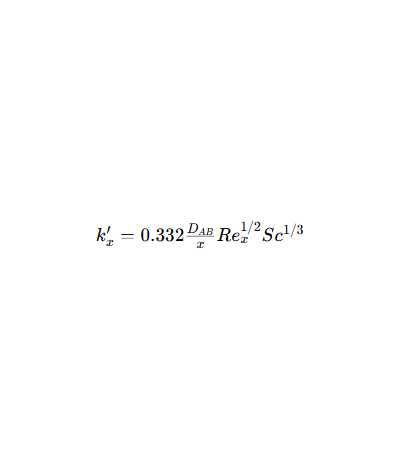 $k'_x = 0.332 \frac{D_{AB}}{x} Re_x^{1/2} Sc^{1/3}$